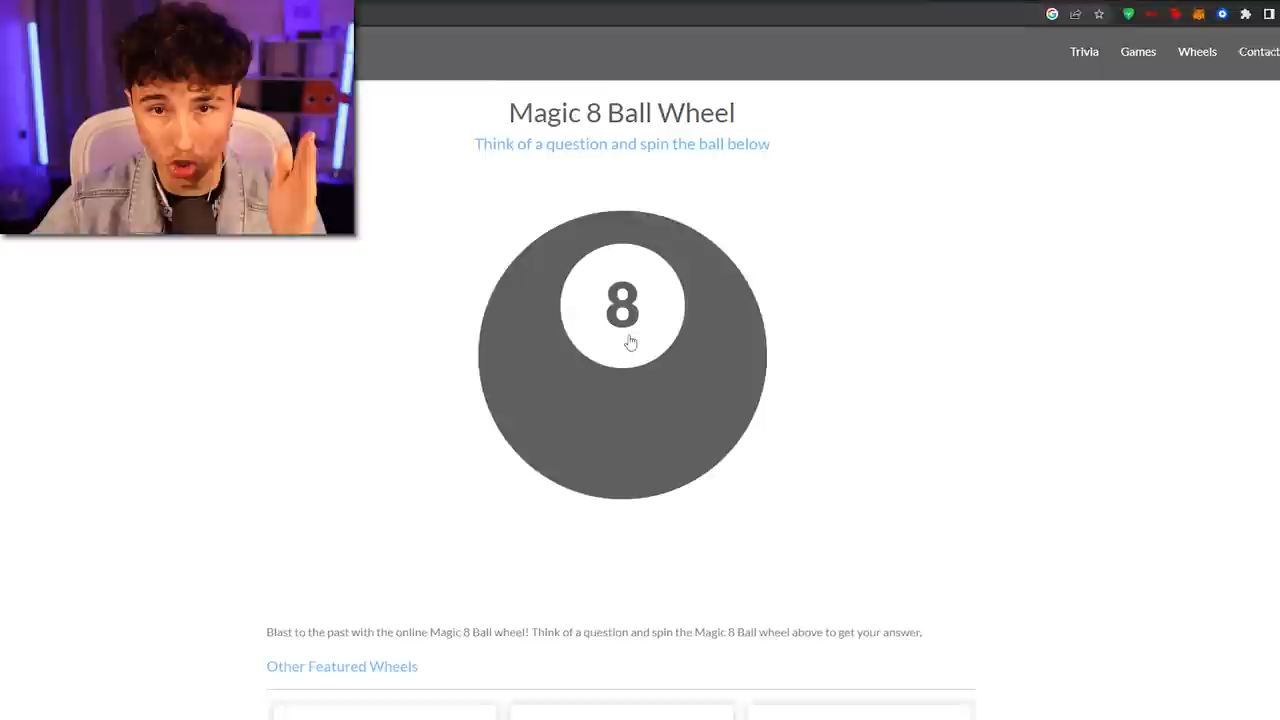 Trivia Games Wheels Contact
Magic 8 Ball Wheel
Think of a question and spin the ball below
8
Blast to the past with the online Magic 8 Ball wheel! Think of a question and spin the Magic 8 Ball wheel above to get your answer.
Other Featured Wheels